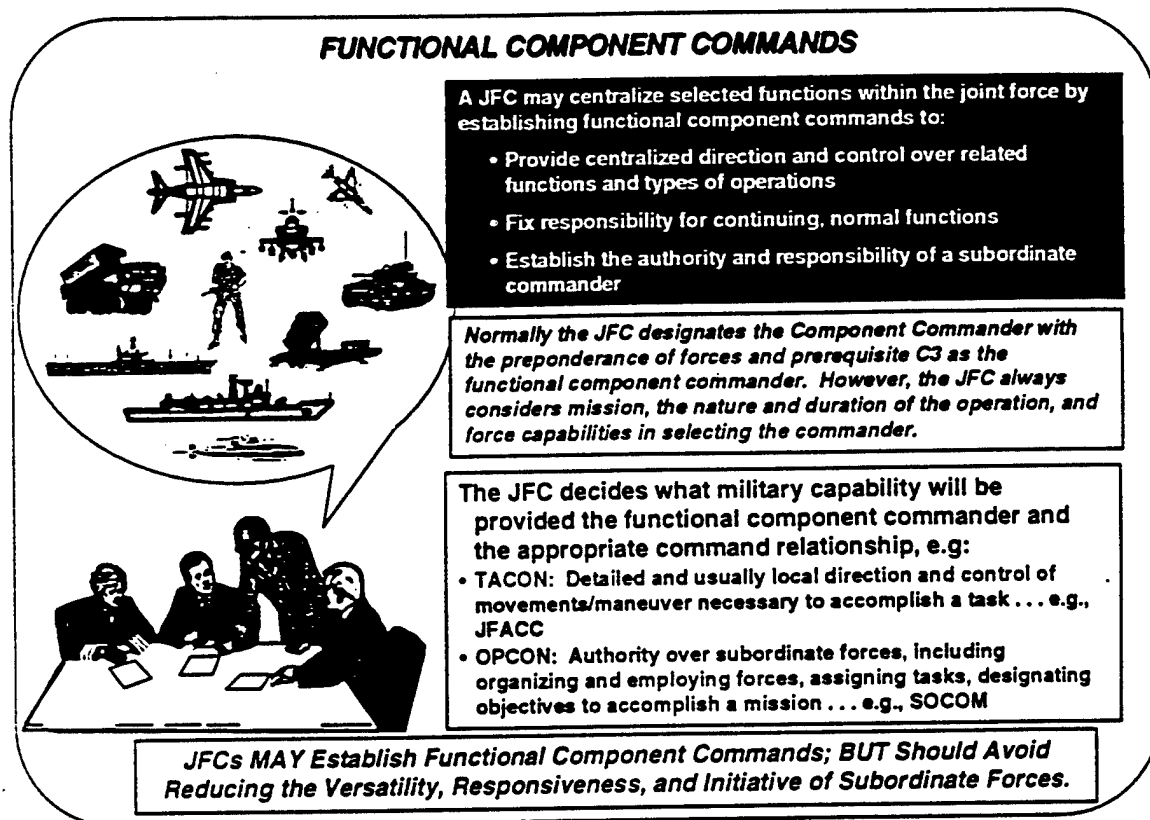 FUNCTIONAL COMPONENT COMMANDS
A JFC may centralize selected functions within the joint force by
establishing functional component commands to:
• Provide centralized direction and control over related
functions and types of operations
• Fix responsibility for continuing, normal functions
• Establish the authority and responsibility of a subordinate
commander
Normally the JFC designates the Component Commander with
the preponderance of forces and prerequisite C3 as the
functional component commander. However, the JFC always
considers mission, the nature and duration of the operation, and
force capabilities in selecting the commander.
The JFC decides what military capability will be
provided the functional component commander and
the appropriate command relationship, e.g:
• TACON: Detailed and usually local direction and control of
movements/maneuver necessary to accomplish a task . . . e.g.,
JFACC
• OPCON: Authority over subordinate forces, including
organizing and employing forces, assigning tasks, designating
objectives to accomplish a mission . . . e.g., SOCOM
JFCs MAY Establish Functional Component Commands; BUT Should Avoid
Reducing the Versatility, Responsiveness, and Initiative of Subordinate Forces.